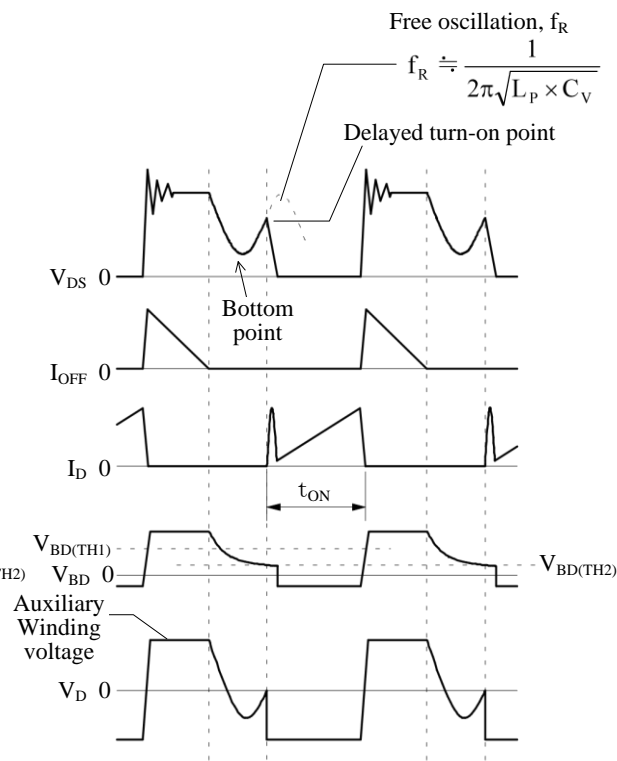 Free oscillation, f_R
f_R ≒ 1 / 2π√(L_P × C_V)
Delayed turn-on point
V_DS 0
Bottom
point
I_OFF 0
I_D 0
t_ON
V_BD(TH1)
TH2) V_BD 0
V_BD(TH2)
Auxiliary
Winding
voltage
V_D 0